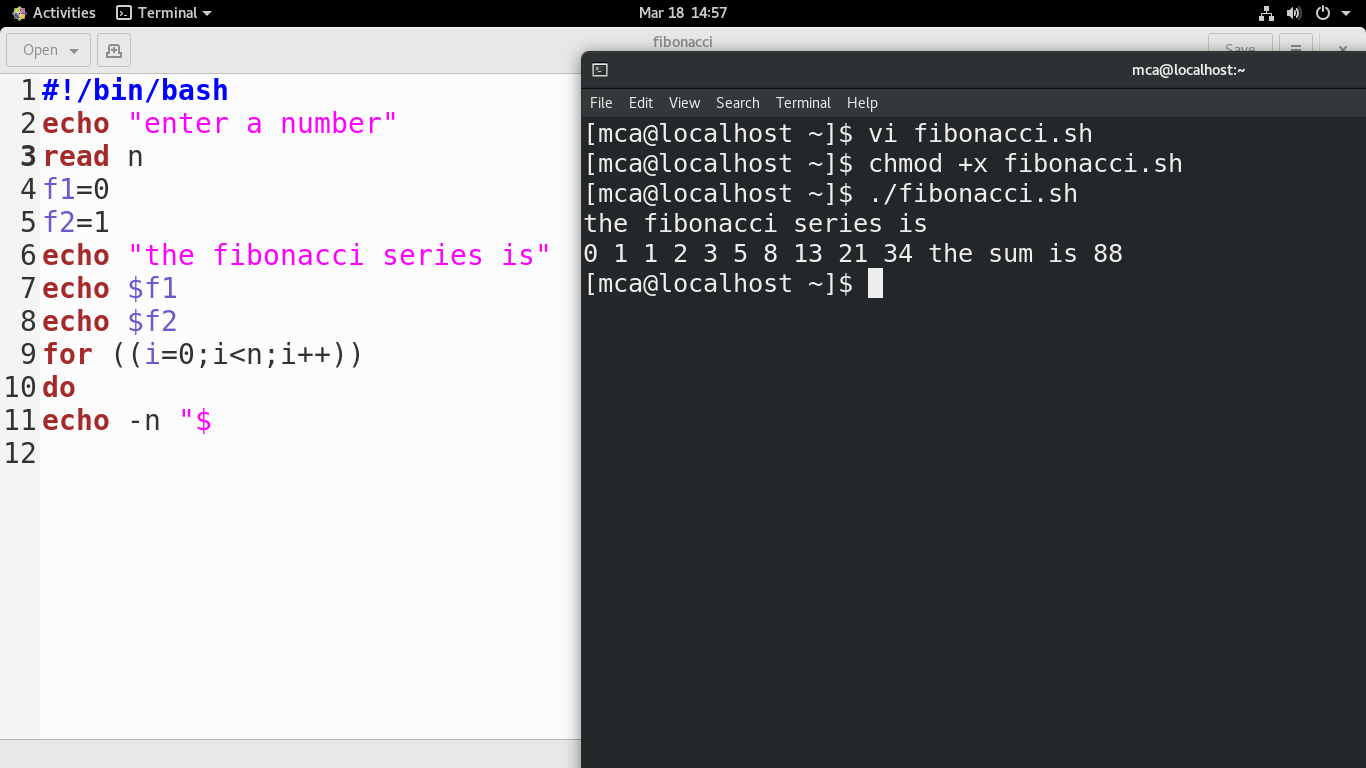 Activities Terminal Mar 18 14:57
Open fibonacci Save
1 #!/bin/bash
2 echo "enter a number"
3 read n
4 f1=0
5 f2=1
6 echo "the fibonacci series is"
7 echo $f1
8 echo $f2
9 for ((i=0;i<n;i++))
10 do
11 echo -n "$
12
mca@localhost:~
File Edit View Search Terminal Help
[mca@localhost ~]$ vi fibonacci.sh
[mca@localhost ~]$ chmod +x fibonacci.sh
[mca@localhost ~]$ ./fibonacci.sh
the fibonacci series is
0 1 1 2 3 5 8 13 21 34 the sum is 88
[mca@localhost ~]$